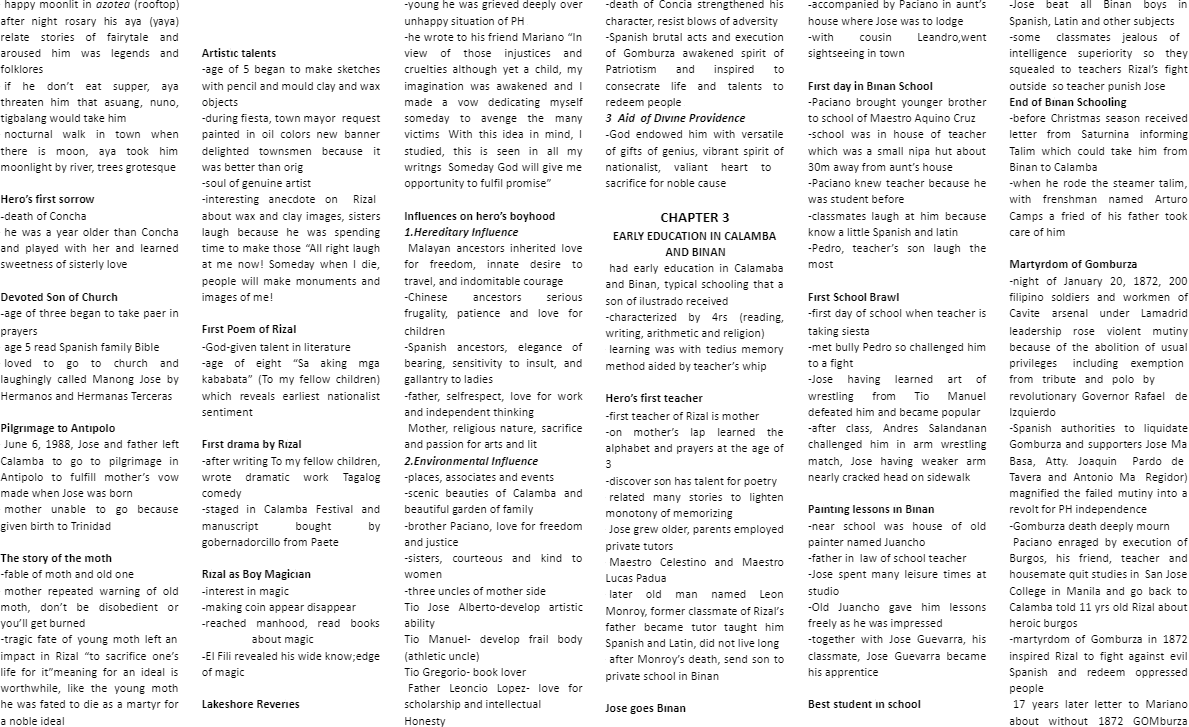 happy moonlit in azotea (rooftop)
after night rosary his aya (yaya)
relate stories of fairytale and
aroused him was legends and
folklores
if he don't eat supper, aya
threaten him that asuang, nuno,
tigbalang would take him
nocturnal walk in town when
there is moon, aya took him
moonlight by river, trees grotesque
Hero's first sorrow
-death of Concha
he was a year older than Concha
and played with her and learned
sweetness of sisterly love
Devoted Son of Church
-age of three began to take paer in
prayers
age 5 read Spanish family Bible
loved to go to church and
laughingly called Manong Jose by
Hermanos and Hermanas Terceras
Pilgrimage to Antipolo
June 6, 1988, Jose and father left
Calamba to go to pilgrimage in
Antipolo to fulfill mother's vow
made when Jose was born
mother unable to go because
given birth to Trinidad
The story of the moth
-fable of moth and old one
mother repeated warning of old
moth, don't be disobedient or
you'll get burned
-tragic fate of young moth left an
impact in Rizal "to sacrifice one's
life for it"meaning for an ideal is
worthwhile, like the young moth
he was fated to die as a martyr for
a noble ideal
Artistic talents
-age of 5 began to make sketches
with pencil and mould clay and wax
objects
-during fiesta, town mayor request
painted in oil colors new banner
delighted townsmen because it
was better than orig
-soul of genuine artist
-interesting anecdote on Rizal
about wax and clay images, sisters
laugh because he was spending
time to make those "All right laugh
at me now! Someday when I die,
people will make monuments and
images of me!
First Poem of Rizal
-God-given talent in literature
-age of eight "Sa aking mga
kababata" (To my fellow children)
which reveals earliest nationalist
sentiment
First drama by Rizal
-after writing To my fellow children,
wrote dramatic work Tagalog
comedy
-staged in Calamba Festival and
manuscript bought by
gobernadorcillo from Paete
Rizal as Boy Magician
-interest in magic
-making coin appear disappear
-reached manhood, read books
about magic
-El Fili revealed his wide know;edge
of magic
Lakeshore Reveries
-young he was grieved deeply over
unhappy situation of PH
-he wrote to his friend Mariano "In
view of those injustices and
cruelties although yet a child, my
imagination was awakened and I
made a vow dedicating myself
someday to avenge the many
victims With this idea in mind, I
studied, this is seen in all my
writngs Someday God will give me
opportunity to fulfil promise"
Influences on hero's boyhood
1.Hereditary Influence
Malayan ancestors inherited love
for freedom, innate desire to
travel, and indomitable courage
-Chinese ancestors serious
frugality, patience and love for
children
-Spanish ancestors, elegance of
bearing, sensitivity to insult, and
gallantry to ladies
-father, selfrespect, love for work
and independent thinking
Mother, religious nature, sacrifice
and passion for arts and lit
2.Environmental Influence
-places, associates and events
-scenic beauties of Calamba and
beautiful garden of family
-brother Paciano, love for freedom
and justice
-sisters, courteous and kind to
women
-three uncles of mother side
Tio Jose Alberto-develop artistic
ability
Tio Manuel- develop frail body
(athletic uncle)
Tio Gregorio- book lover
Father Leoncio Lopez- love for
scholarship and intellectual
Honesty
-death of Concia strengthened his
character, resist blows of adversity
-Spanish brutal acts and execution
of Gomburza awakened spirit of
Patriotism and inspired to
consecrate life and talents to
redeem people
3 Aid of Divine Providence
-God endowed him with versatile
of gifts of genius, vibrant spirit of
nationalist, valiant heart to
sacrifice for noble cause
CHAPTER 3
EARLY EDUCATION IN CALAMBA
AND BINAN
had early education in Calamaba
and Binan, typical schooling that a
son of ilustrado received
-characterized by 4rs (reading,
writing, arithmetic and religion)
learning was with tedius memory
method aided by teacher's whip
Hero's first teacher
-first teacher of Rizal is mother
-on mother's lap learned the
alphabet and prayers at the age of
3
-discover son has talent for poetry
related many stories to lighten
monotony of memorizing
Jose grew older, parents employed
private tutors
Maestro Celestino and Maestro
Lucas Padua
later old man named Leon
Monroy, former classmate of Rizal's
father became tutor taught him
Spanish and Latin, did not live long
after Monroy's death, send son to
private school in Binan
Jose goes Binan
-accompanied by Paciano in aunt's
house where Jose was to lodge
-with cousin Leandro,went
sightseeing in town
First day in Binan School
-Paciano brought younger brother
to school of Maestro Aquino Cruz
-school was in house of teacher
which was a small nipa hut about
30m away from aunt's house
-Paciano knew teacher because he
was student before
-classmates laugh at him because
know a little Spanish and latin
-Pedro, teacher's son laugh the
most
First School Brawl
-first day of school when teacher is
taking siesta
-met bully Pedro so challenged him
to a fight
-Jose having learned art of
wrestling from Tio Manuel
defeated him and became popular
-after class, Andres Salandanan
challenged him in arm wrestling
match, Jose having weaker arm
nearly cracked head on sidewalk
Painting lessons in Binan
-near school was house of old
painter named Juancho
-father in law of school teacher
-Jose spent many leisure times at
studio
-Old Juancho gave him lessons
freely as he was impressed
-together with Jose Guevarra, his
classmate, Jose Guevarra became
his apprentice
Best student in school
-Jose beat all Binan boys in
Spanish, Latin and other subjects
-some classmates jealous of
intelligence superiority so they
squealed to teachers Rizal's fight
outside so teacher punish Jose
End of Binan Schooling
-before Christmas season received
letter from Saturnina informing
Talim which could take him from
Binan to Calamba
-when he rode the steamer talim,
with frenshman named Arturo
Camps a fried of his father took
care of him
Martyrdom of Gomburza
-night of January 20, 1872, 200
filipino soldiers and workmen of
Cavite arsenal under Lamadrid
leadership rose violent mutiny
because of the abolition of usual
privileges including exemption
from tribute and polo by
revolutionary Governor Rafael de
Izquierdo
-Spanish authorities to liquidate
Gomburza and supporters Jose Ma
Basa, Atty. Joaquin Pardo de
Tavera and Antonio Ma Regidor)
magnified the failed mutiny into a
revolt for PH independence
-Gomburza death deeply mourn
Paciano enraged by execution of
Burgos, his friend, teacher and
housemate quit studies in San Jose
College in Manila and go back to
Calamba told 11 yrs old Rizal about
heroic burgos
-martyrdom of Gomburza in 1872
inspired Rizal to fight against evil
Spanish and redeem oppressed
people
17 years later letter to Mariano
about without 1872 GOMburza